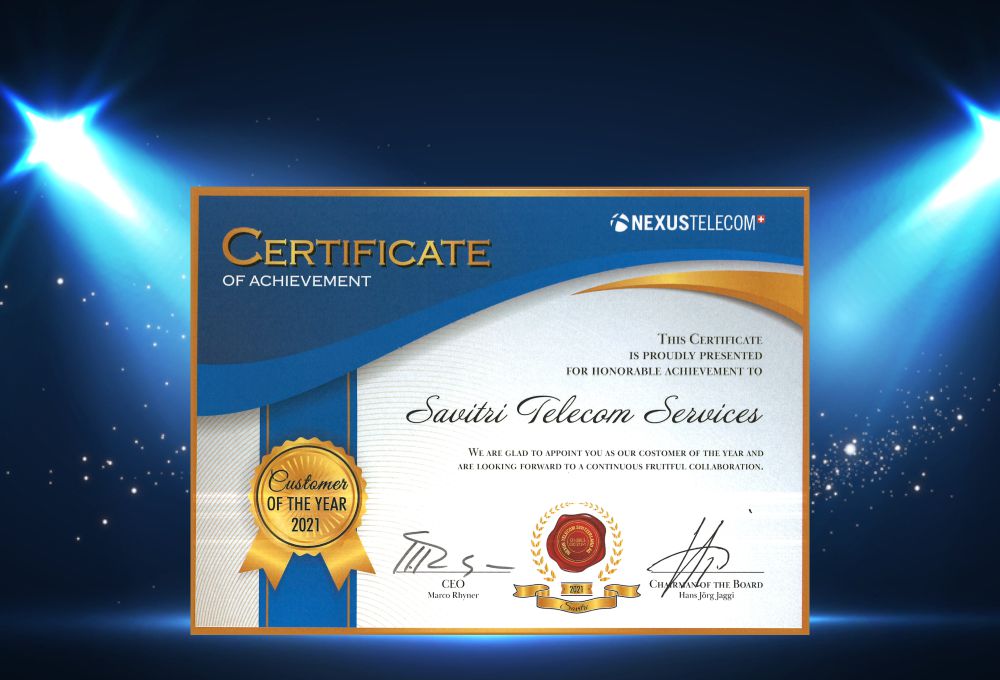 CERTIFICATE
OF ACHIEVEMENT
NEXUSTELECOM
THIS CERTIFICATE
IS PROUDLY PRESENTED
FOR HONORABLE ACHIEVEMENT TO
Savitri Telecom Services
WE ARE GLAD TO APPOINT YOU AS OUR COSTOMER OF THE YEAR AND
ARE LOOKING FORWARD TO A CONTINUOUS FRUITFUL COLLABORATION.
Customer
OF THE YEAR
2021
CEO
Marco Rhyner
2021
Savitri
CHAIRMAN OF THE BOARD
Hans Jörg Jaggi